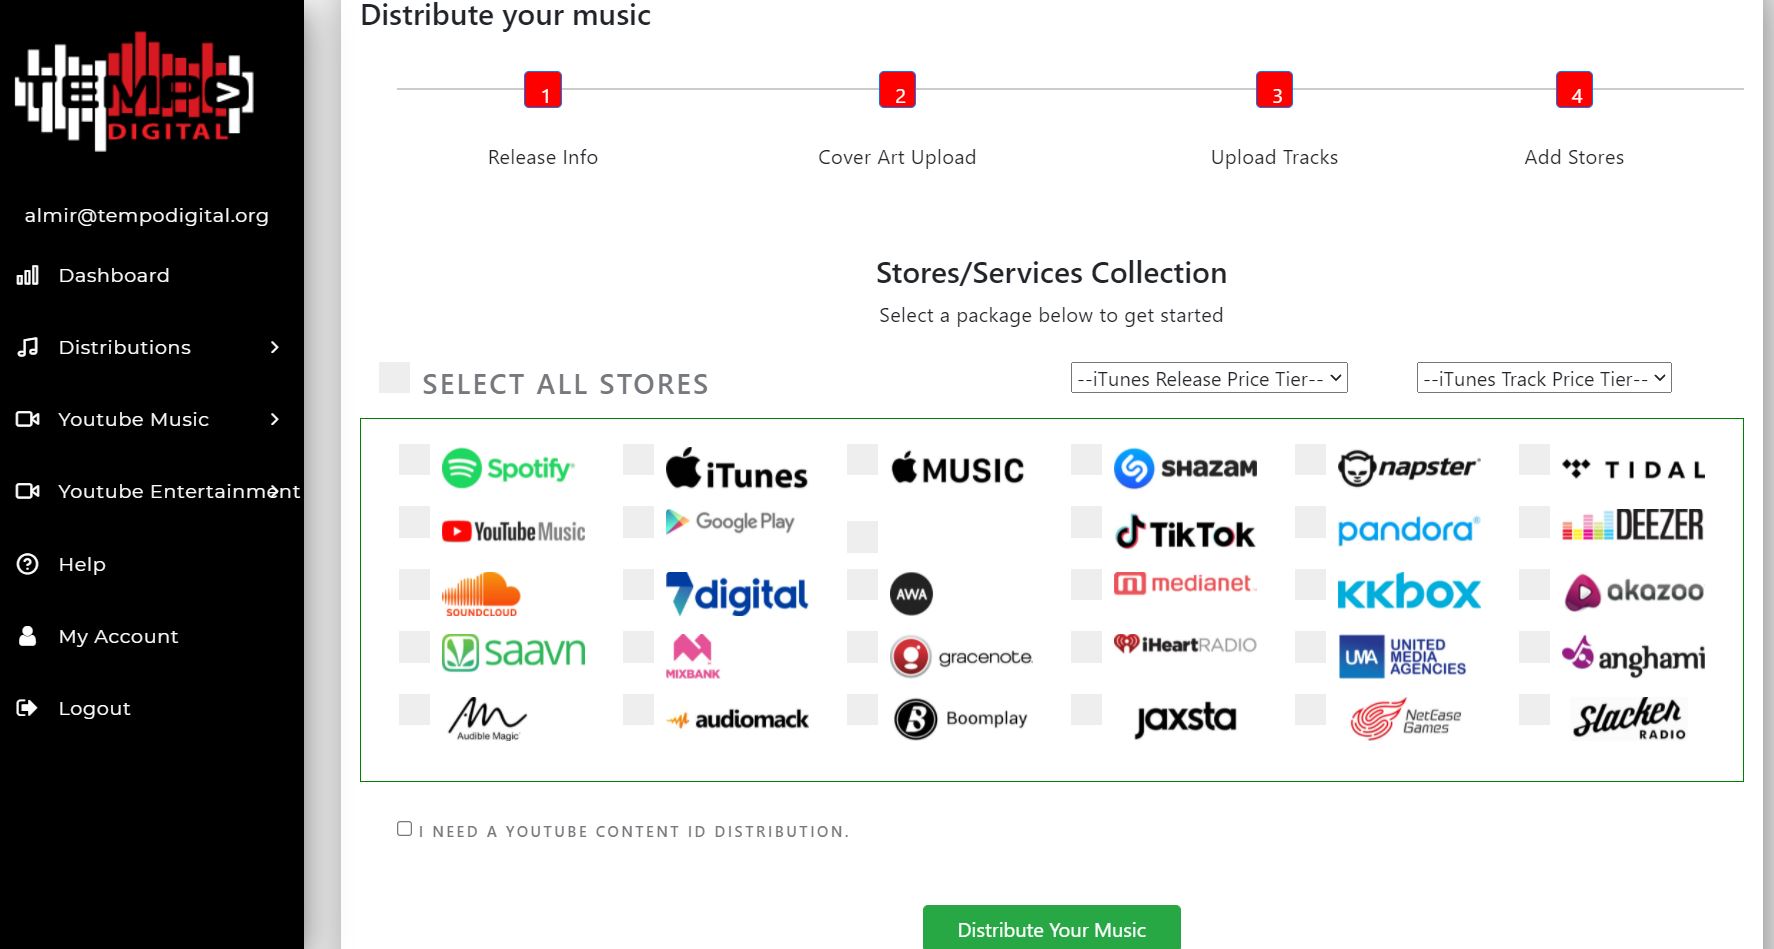 Distribute your music
TEMPO
DIGITAL
1
2
3
4
Release Info
Cover Art Upload
Upload Tracks
Add Stores
almir@tempodigital.org
Dashboard
Distributions
Youtube Music
Youtube Entertainment
Help
My Account
Logout
Stores/Services Collection
Select a package below to get started
SELECT ALL STORES
--iTunes Release Price Tier--
--iTunes Track Price Tier--
Spotify
iTunes
MUSIC
SHAZAM
napster
TIDAL
YouTube Music
Google Play
TikTok
pandora
DEEZER
SOUNDCLOUD
7digital
AWA
medianet
KKBOX
akazoo
saavn
MIXBANK
gracenote
iHeartRADIO
UMA UNITED MEDIA AGENCIES
anghami
Audible Magic
audiomack
B Boomplay
jaxsta
NetEase Games
Slacker RADIO
I NEED A YOUTUBE CONTENT ID DISTRIBUTION.
Distribute Your Music